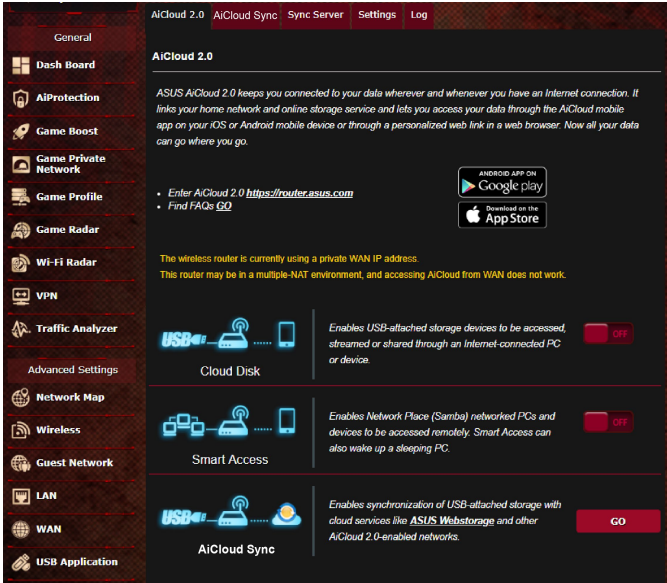 AiCloud 2.0 AiCloud Sync Sync Server Settings Log
General
Dash Board
AiProtection
Game Boost
Game Private
Network
Game Profile
Game Radar
Wi-Fi Radar
VPN
Traffic Analyzer
Advanced Settings
Network Map
Wireless
Guest Network
LAN
WAN
USB Application
AiCloud 2.0
ASUS AiCloud 2.0 keeps you connected to your data wherever and whenever you have an Internet connection. It
links your home network and online storage service and lets you access your data through the AiCloud mobile
app on your iOS or Android mobile device or through a personalized web link in a web browser. Now all your data
can go where you go.
• Enter AiCloud 2.0 https://router.asus.com
• Find FAQs GO
ANDROID APP ON
Google play
Download on the
App Store
The wireless router is currently using a private WAN IP address.
This router may be in a multiple-NAT environment, and accessing AiCloud from WAN does not work.
USB
Cloud Disk
Enables USB-attached storage devices to be accessed,
streamed or shared through an Internet-connected PC
or device.
OFF
Smart Access
Enables Network Place (Samba) networked PCs and
devices to be accessed remotely. Smart Access can
also wake up a sleeping PC.
OFF
USB
AiCloud Sync
Enables synchronization of USB-attached storage with
cloud services like ASUS Webstorage and other
AiCloud 2.0-enabled networks.
GO